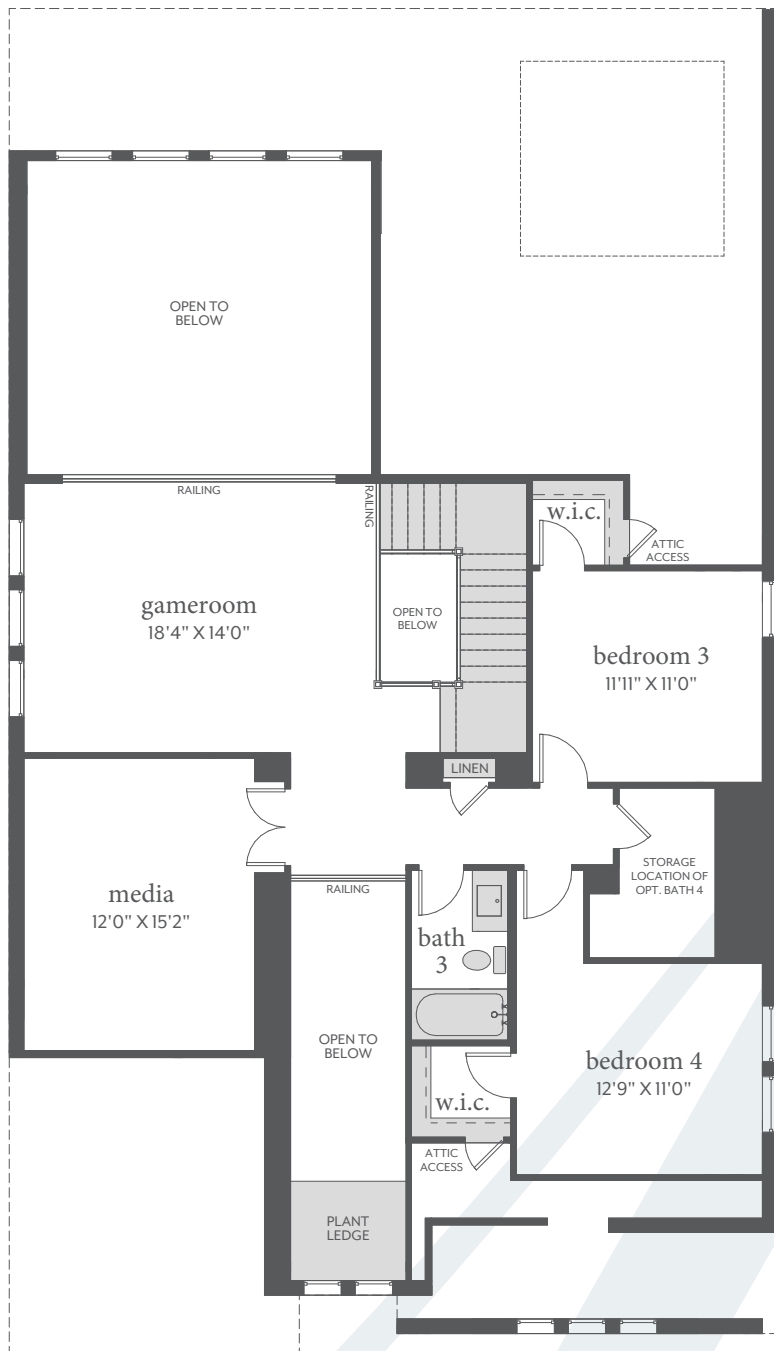 OPEN TO
BELOW
RAILING
RAILING
w.i.c.
ATTIC
ACCESS
gameroom
18'4" X 14'0"
OPEN TO
BELOW
bedroom 3
11'11" X 11'0"
LINEN
media
12'0" X 15'2"
RAILING
STORAGE
LOCATION OF
OPT. BATH 4
bath
3
OPEN TO
BELOW
bedroom 4
12'9" X 11'0"
w.i.c.
ATTIC
ACCESS
PLANT
LEDGE